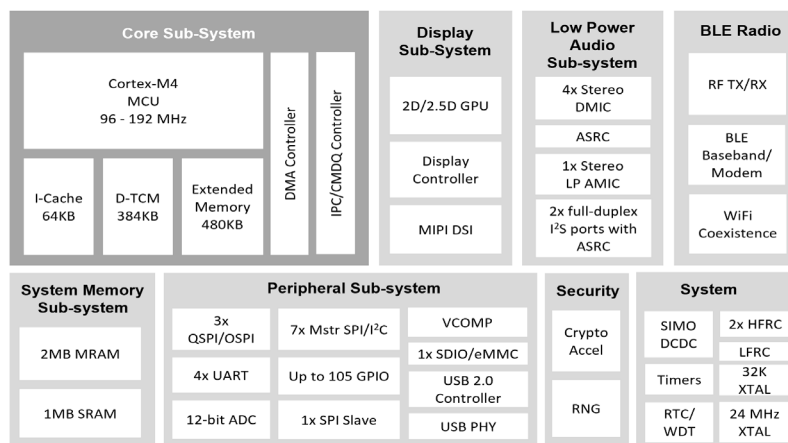 Core Sub-System
Cortex-M4
MCU
96 - 192 MHz
I-Cache
64KB
D-TCM
384KB
Extended
Memory
480KB
DMA Controller
IPC/CMDQ Controller
Display
Sub-System
2D/2.5D GPU
Display
Controller
MIPI DSI
Low Power
Audio
Sub-system
4x Stereo
DMIC
ASRC
1x Stereo
LP AMIC
2x full-duplex
I²S ports with
ASRC
BLE Radio
RF TX/RX
BLE
Baseband/
Modem
WiFi
Coexistence
System Memory
Sub-system
2MB MRAM
1MB SRAM
Peripheral Sub-system
3x
QSPI/OSPI
4x UART
12-bit ADC
7x Mstr SPI/I²C
Up to 105 GPIO
1x SPI Slave
VCOMP
1x SDIO/eMMC
USB 2.0
Controller
USB PHY
Security
Crypto
Accel
RNG
System
SIMO
DCDC
Timers
RTC/
WDT
2x HFRC
LFRC
32K
XTAL
24 MHz
XTAL